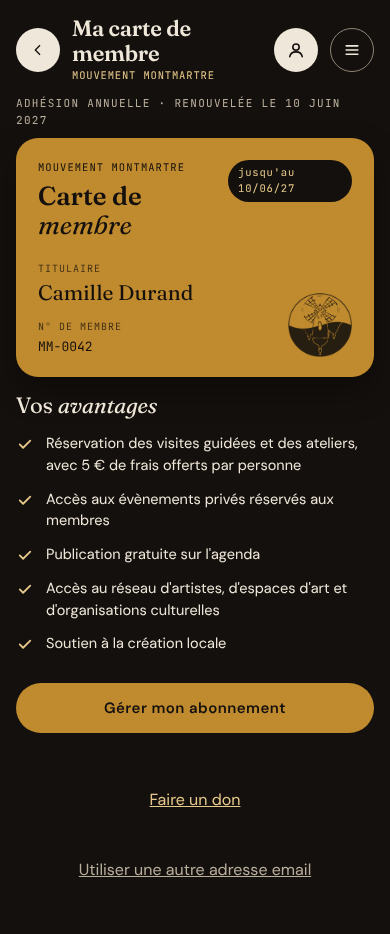 Ma carte de
membre
MOUVEMENT MONTMARTRE
ADHÉSION ANNUELLE · RENOUVELÉE LE 10 JUIN
2027
MOUVEMENT MONTMARTRE
jusqu'au
10/06/27
Carte de
membre
TITULAIRE
Camille Durand
N° DE MEMBRE
MM-0042
Vos avantages
Réservation des visites guidées et des ateliers,
avec 5 € de frais offerts par personne
Accès aux évènements privés réservés aux
membres
Publication gratuite sur l'agenda
Accès au réseau d'artistes, d'espaces d'art et
d'organisations culturelles
Soutien à la création locale
Gérer mon abonnement
Faire un don
Utiliser une autre adresse email